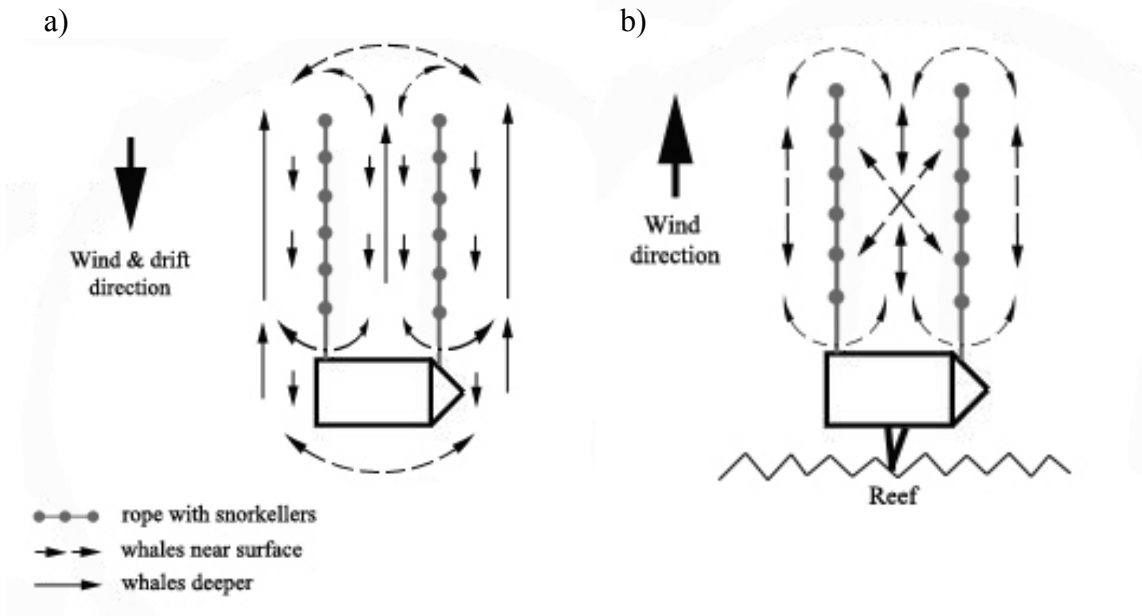 a)
b)
Wind & drift
direction
Wind
direction
Reef
rope with snorkellers
whales near surface
whales deeper